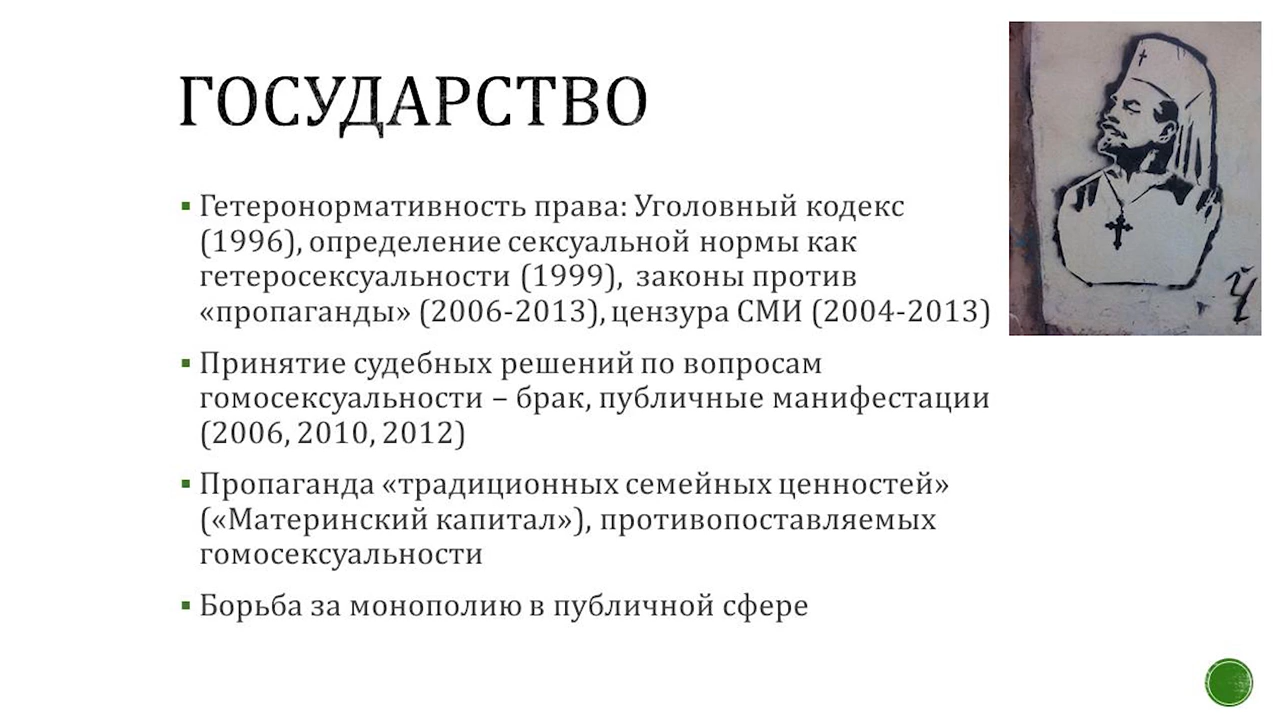 ГОСУДАРСТВО
▪ Гетеронормативность права: Уголовный кодекс
(1996), определение сексуальной нормы как
гетеросексуальности (1999), законы против
«пропаганды» (2006-2013), цензура СМИ (2004-2013)
▪ Принятие судебных решений по вопросам
гомосексуальности – брак, публичные манифестации
(2006, 2010, 2012)
▪ Пропаганда «традиционных семейных ценностей»
(«Материнский капитал»), противопоставляемых
гомосексуальности
▪ Борьба за монополию в публичной сфере